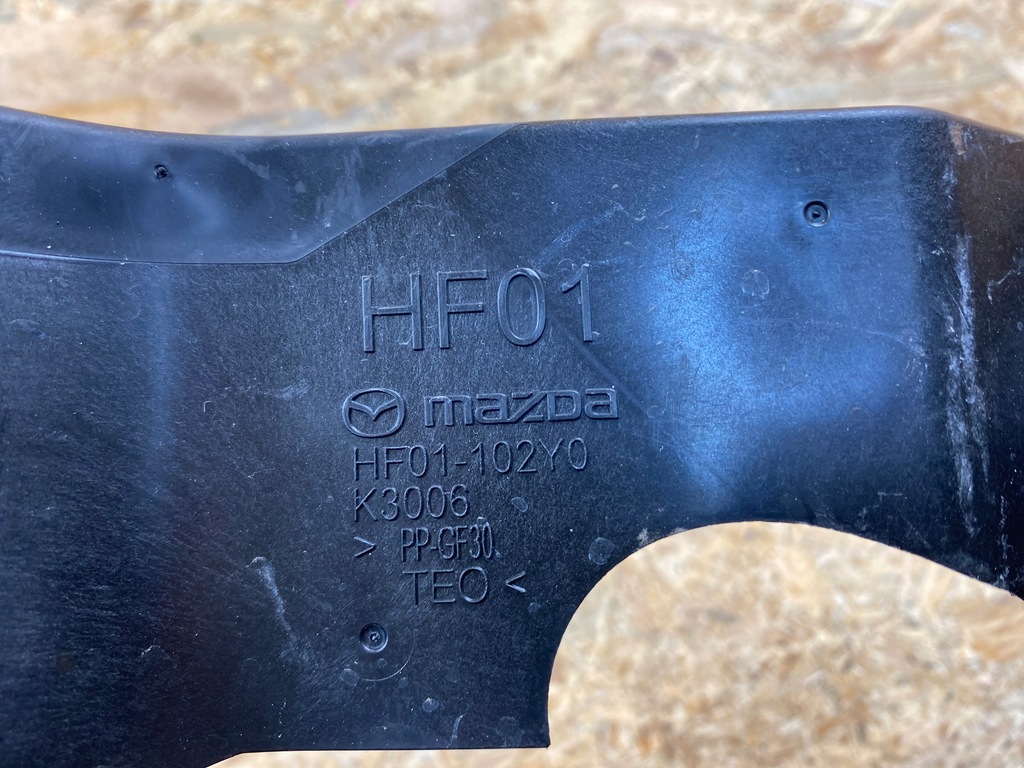 HF01
mazda
HF01-102Y0
K3006
> PP-GF30
TEO <